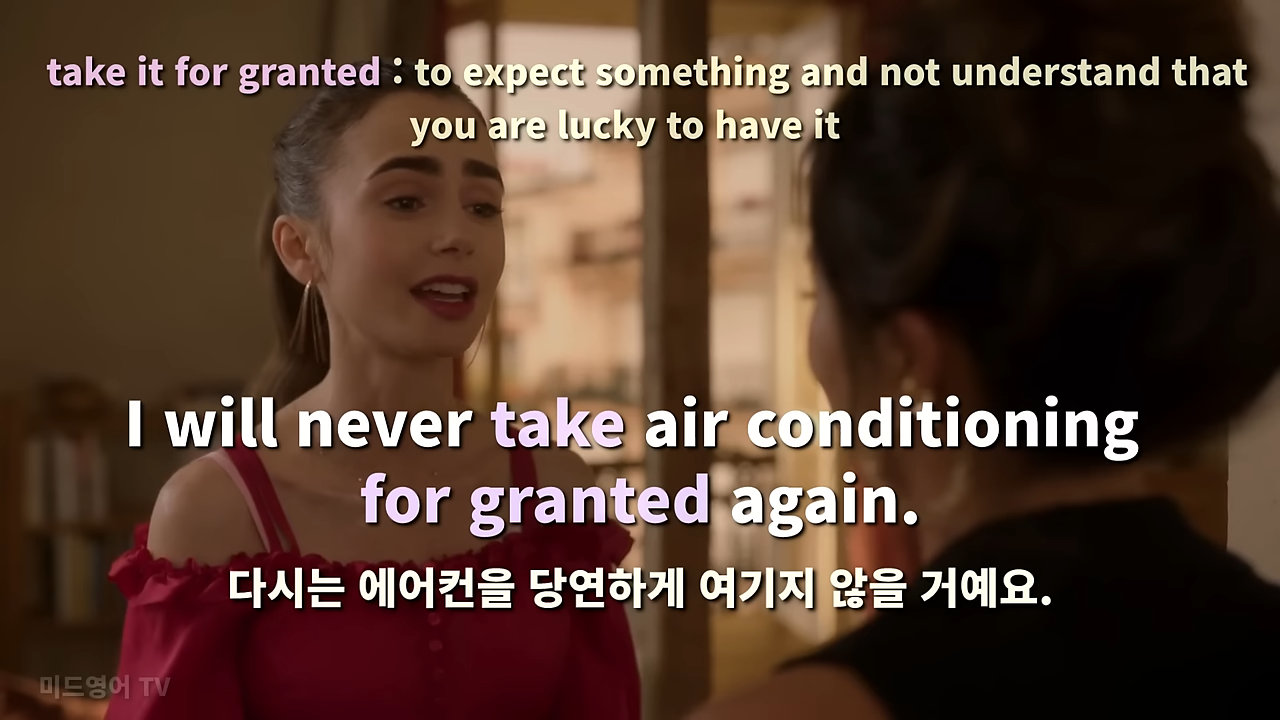 take it for granted : to expect something and not understand that
you are lucky to have it
I will never take air conditioning
for granted again.
다시는 에어컨을 당연하게 여기지 않을 거예요.
미드영어 TV